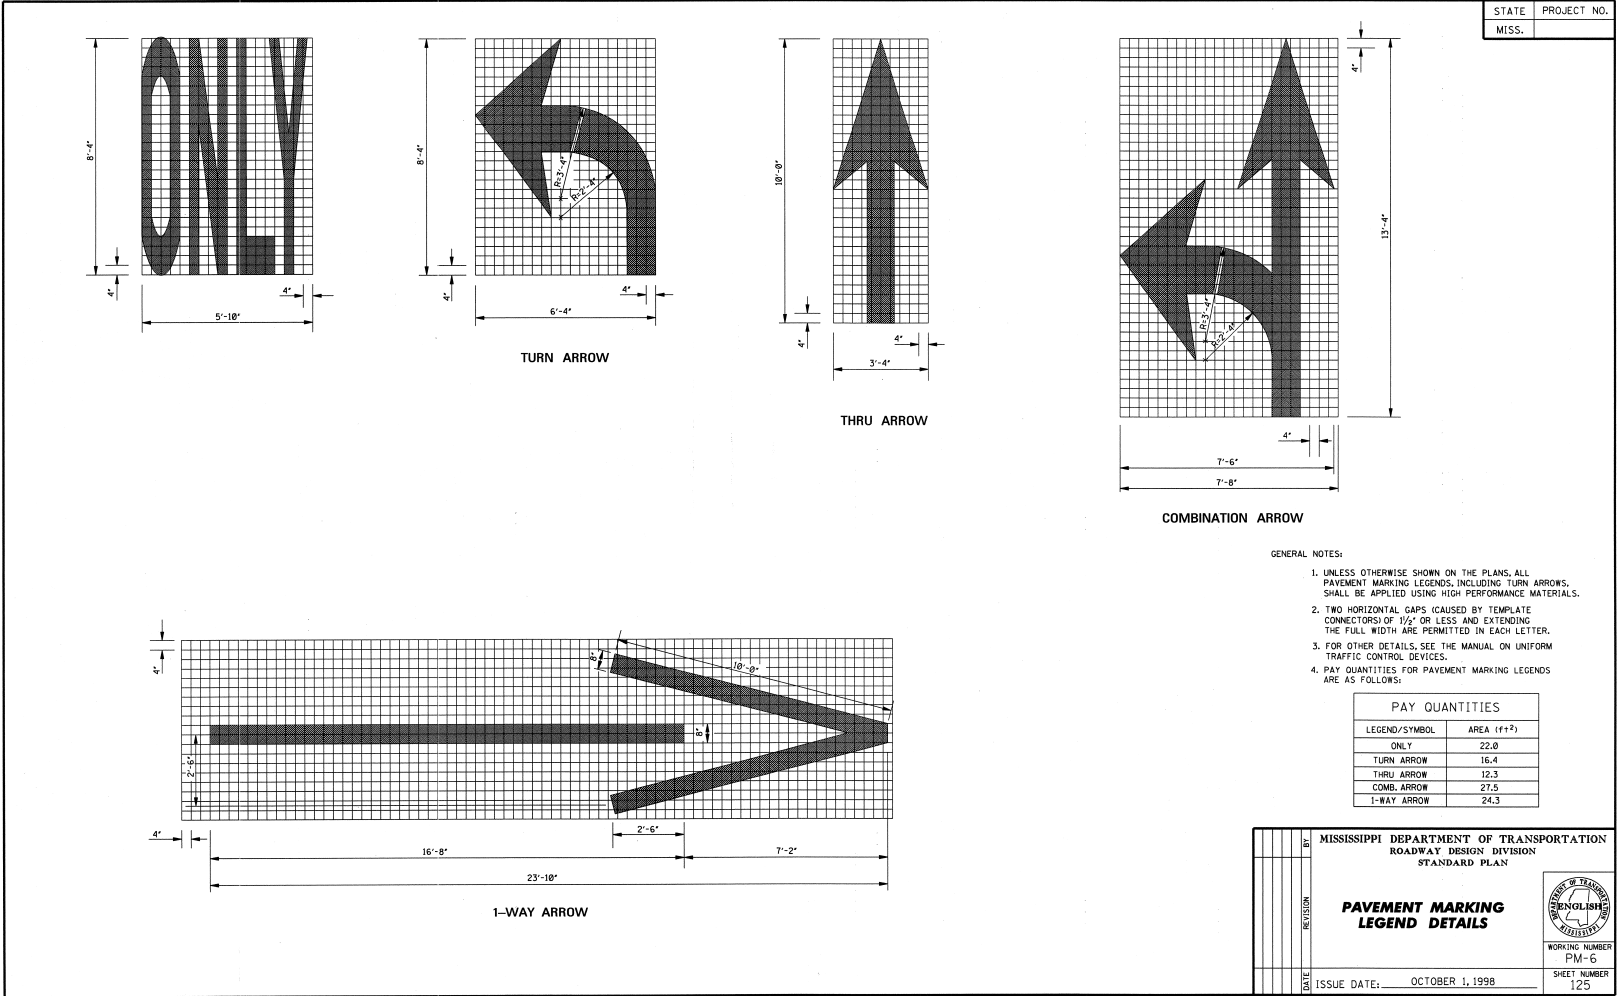 STATE PROJECT NO.
MISS.
ONLY
8'-4"
4"
4"
5'-10"
8'-4"
R=3'-4"
R=2'-4"
4"
4"
6'-4"
TURN ARROW
10'-0"
4"
4"
3'-4"
THRU ARROW
4"
13'-4"
R=3'-4"
R=2'-4"
4"
7'-6"
7'-8"
COMBINATION ARROW
4"
8"
10'-0"
8"
2'-6"
4"
2'-6"
16'-8"
7'-2"
23'-10"
1-WAY ARROW
GENERAL NOTES:
1. UNLESS OTHERWISE SHOWN ON THE PLANS, ALL
PAVEMENT MARKING LEGENDS, INCLUDING TURN ARROWS,
SHALL BE APPLIED USING HIGH PERFORMANCE MATERIALS.
2. TWO HORIZONTAL GAPS (CAUSED BY TEMPLATE
CONNECTORS) OF 1½" OR LESS AND EXTENDING
THE FULL WIDTH ARE PERMITTED IN EACH LETTER.
3. FOR OTHER DETAILS, SEE THE MANUAL ON UNIFORM
TRAFFIC CONTROL DEVICES.
4. PAY QUANTITIES FOR PAVEMENT MARKING LEGENDS
ARE AS FOLLOWS:
PAY QUANTITIES
LEGEND/SYMBOL AREA (ft²)
ONLY 22.0
TURN ARROW 16.4
THRU ARROW 12.3
COMB. ARROW 27.5
1-WAY ARROW 24.3
BY
REVISION
DATE
MISSISSIPPI DEPARTMENT OF TRANSPORTATION
ROADWAY DESIGN DIVISION
STANDARD PLAN
PAVEMENT MARKING
LEGEND DETAILS
DEPARTMENT OF TRANSPORTATION
ENGLISH
MISSISSIPPI
WORKING NUMBER
PM-6
ISSUE DATE: OCTOBER 1, 1998
SHEET NUMBER
125